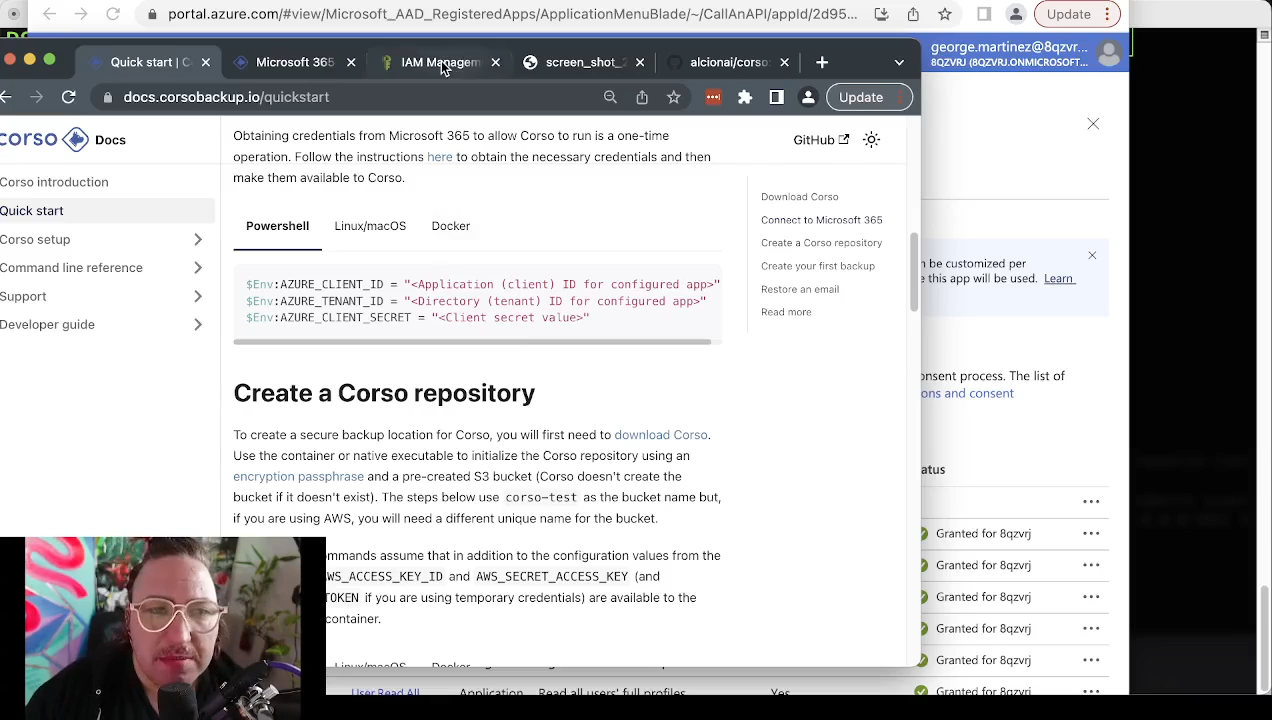 portal.azure.com/#view/Microsoft_AAD_RegisteredApps/ApplicationMenuBlade/~/CallAnAPI/appId/2d95...
Update
george.martinez@8qzvrj...
8QZVRJ (8QZVRJ.ONMICROSOFT...
Quick start | C
Microsoft 365
IAM Managem
screen_shot_2
alcionai/corso:
docs.corsobackup.io/quickstart
Update
corso Docs
GitHub
Corso introduction
Quick start
Corso setup
Command line reference
Support
Developer guide
Obtaining credentials from Microsoft 365 to allow Corso to run is a one-time
operation. Follow the instructions here to obtain the necessary credentials and then
make them available to Corso.
Powershell Linux/macOS Docker
$Env:AZURE_CLIENT_ID = "<Application (client) ID for configured app>"
$Env:AZURE_TENANT_ID = "<Directory (tenant) ID for configured app>"
$Env:AZURE_CLIENT_SECRET = "<Client secret value>"
Create a Corso repository
To create a secure backup location for Corso, you will first need to download Corso.
Use the container or native executable to initialize the Corso repository using an
encryption passphrase and a pre-created S3 bucket (Corso doesn't create the
bucket if it doesn't exist). The steps below use corso-test as the bucket name but,
if you are using AWS, you will need a different unique name for the bucket.
mmands assume that in addition to the configuration values from the
WS_ACCESS_KEY_ID and AWS_SECRET_ACCESS_KEY (and
TOKEN if you are using temporary credentials) are available to the
container.
Linux/macOS Docker
Download Corso
Connect to Microsoft 365
Create a Corso repository
Create your first backup
Restore an email
Read more
n be customized per
e this app will be used. Learn
onsent process. The list of
ons and consent
atus
Granted for 8qzvrj
Granted for 8qzvrj
Granted for 8qzvrj
Granted for 8qzvrj
Granted for 8qzvrj
Granted for 8qzvrj
User.Read.All Application Read all users' full profiles Yes